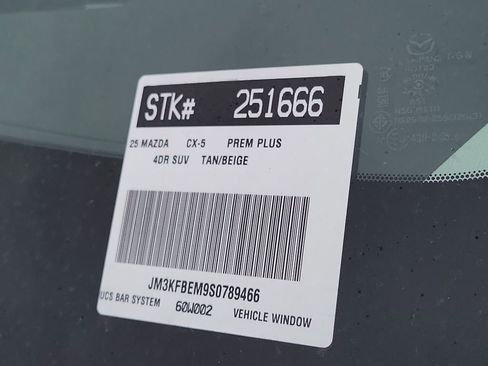 STK# 251666
25 MAZDA CX-5 PREM PLUS
4DR SUV TAN/BEIGE
JM3KFBEM9S0789466
UCS BAR SYSTEM 60W002 VEHICLE WINDOW